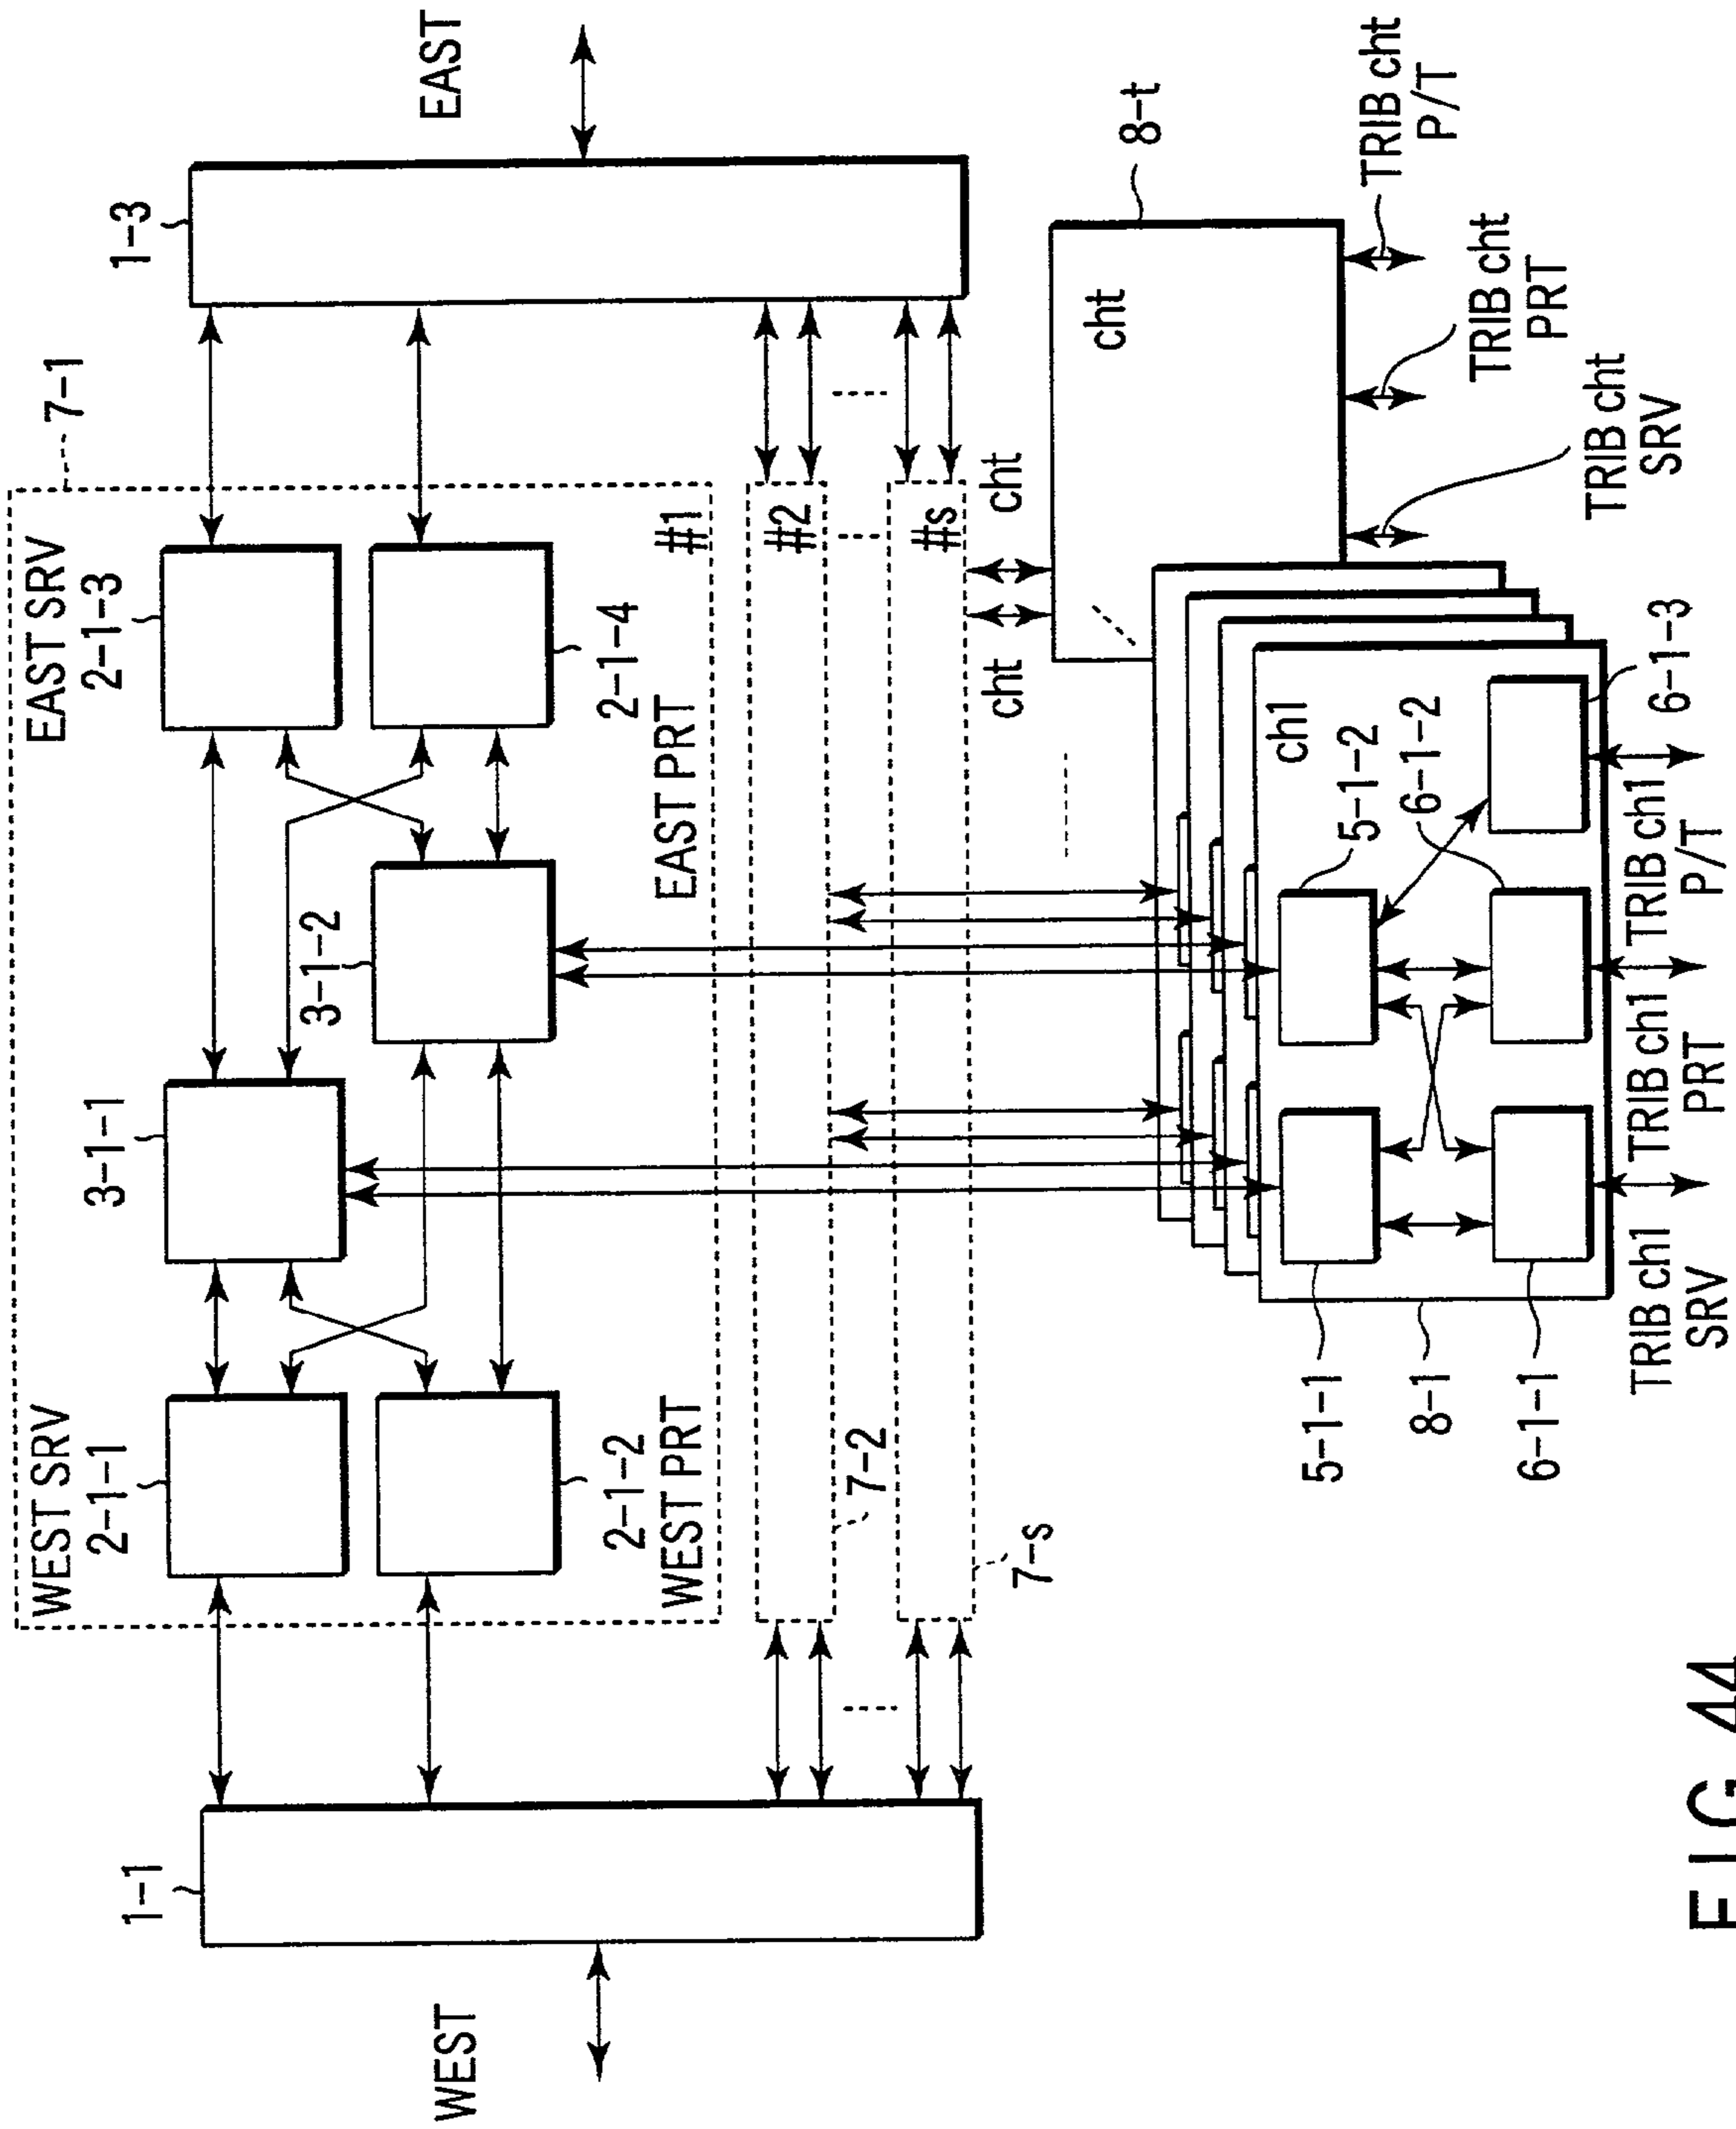 7-1
EAST SRV
2-1-3
WEST SRV
2-1-1
3-1-1
1-3
1-1
EAST
WEST
3-1-2
2-1-4
EAST PRT
2-1-2
WEST PRT
#1
#2
#s
7-2
7-s
cht
cht
cht
8-t
TRIB cht
P/T
TRIB cht
PRT
TRIB cht
SRV
ch1
5-1-2
6-1-2
6-1-3
5-1-1
8-1
6-1-1
TRIB ch1
SRV
TRIB ch1
PRT
TRIB ch1
P/T
FIG. 44